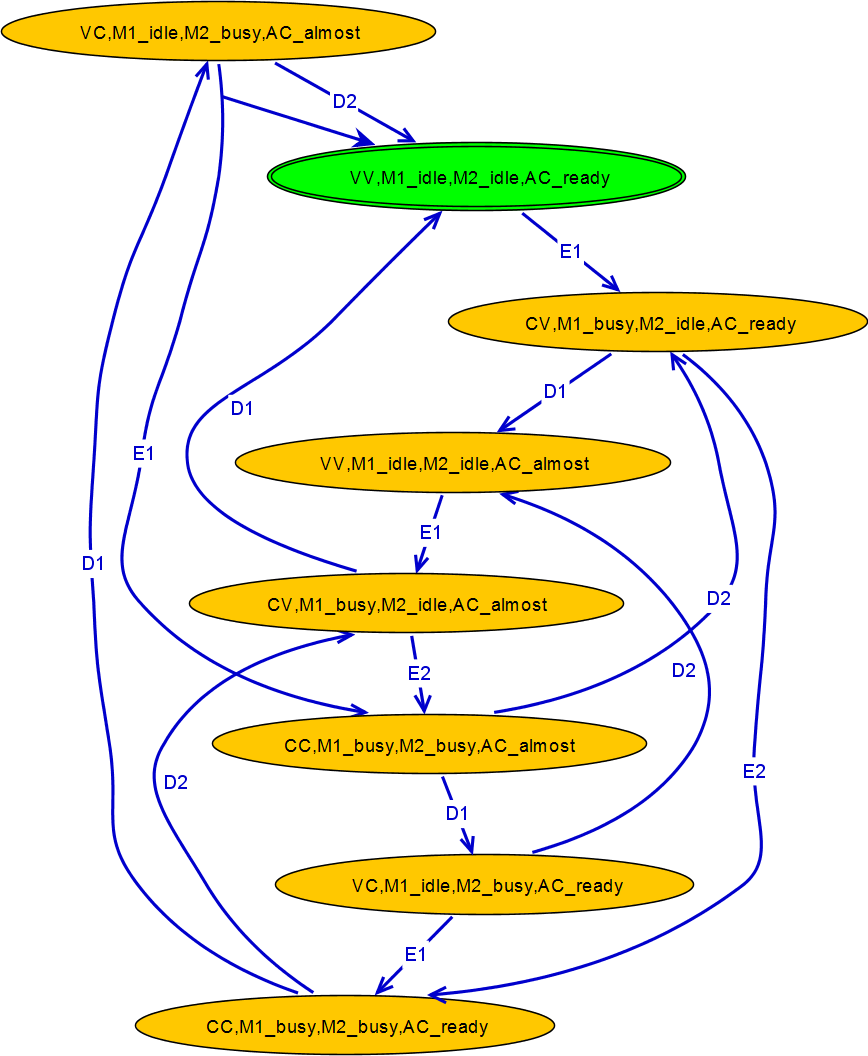 VC,M1_idle,M2_busy,AC_almost
D2
VV,M1_idle,M2_idle,AC_ready
E1
CV,M1_busy,M2_idle,AC_ready
D1
D1
E1
VV,M1_idle,M2_idle,AC_almost
E1
D1
CV,M1_busy,M2_idle,AC_almost
D2
E2
D2
CC,M1_busy,M2_busy,AC_almost
E2
D2
D1
VC,M1_idle,M2_busy,AC_ready
E1
CC,M1_busy,M2_busy,AC_ready